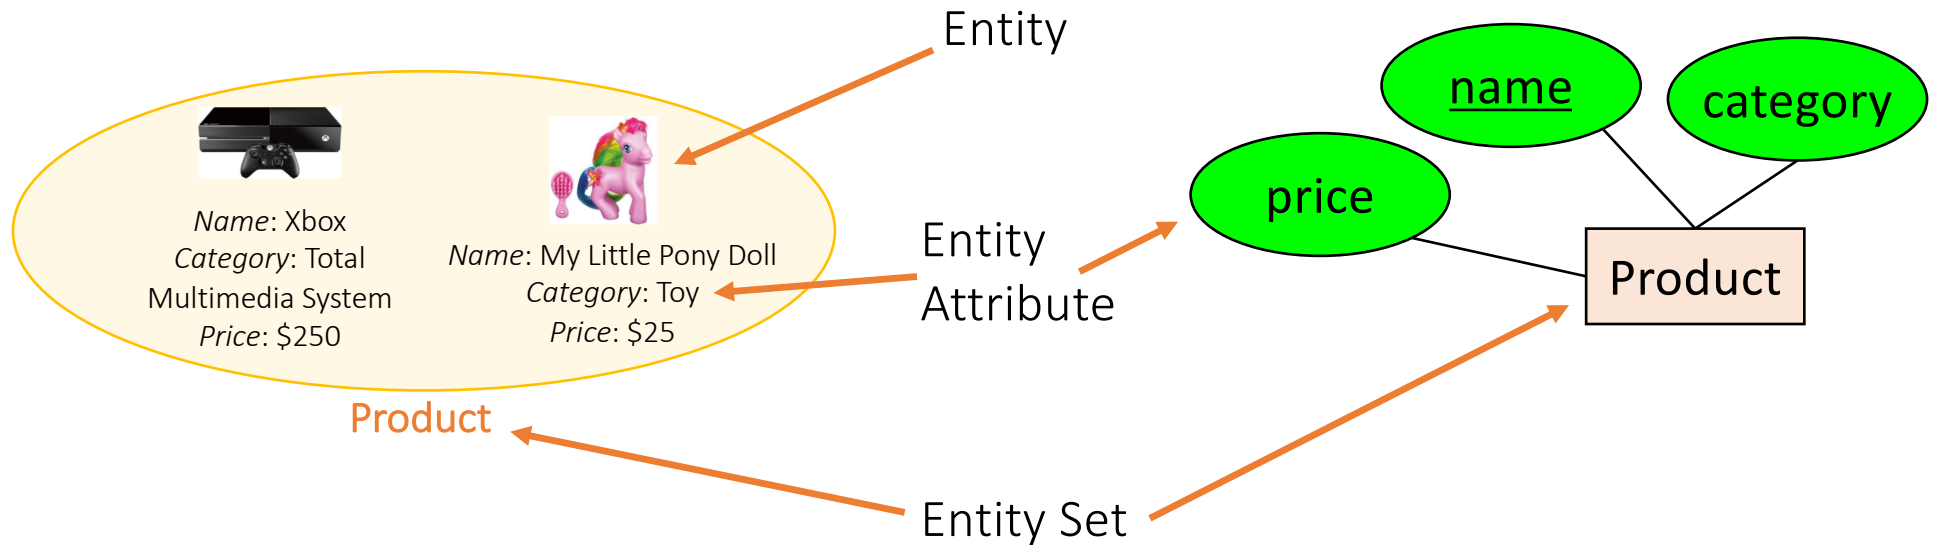 Entity
name
category
price
Name: Xbox
Category: Total
Multimedia System
Price: $250
Name: My Little Pony Doll
Category: Toy
Price: $25
Entity
Attribute
Product
Product
Entity Set